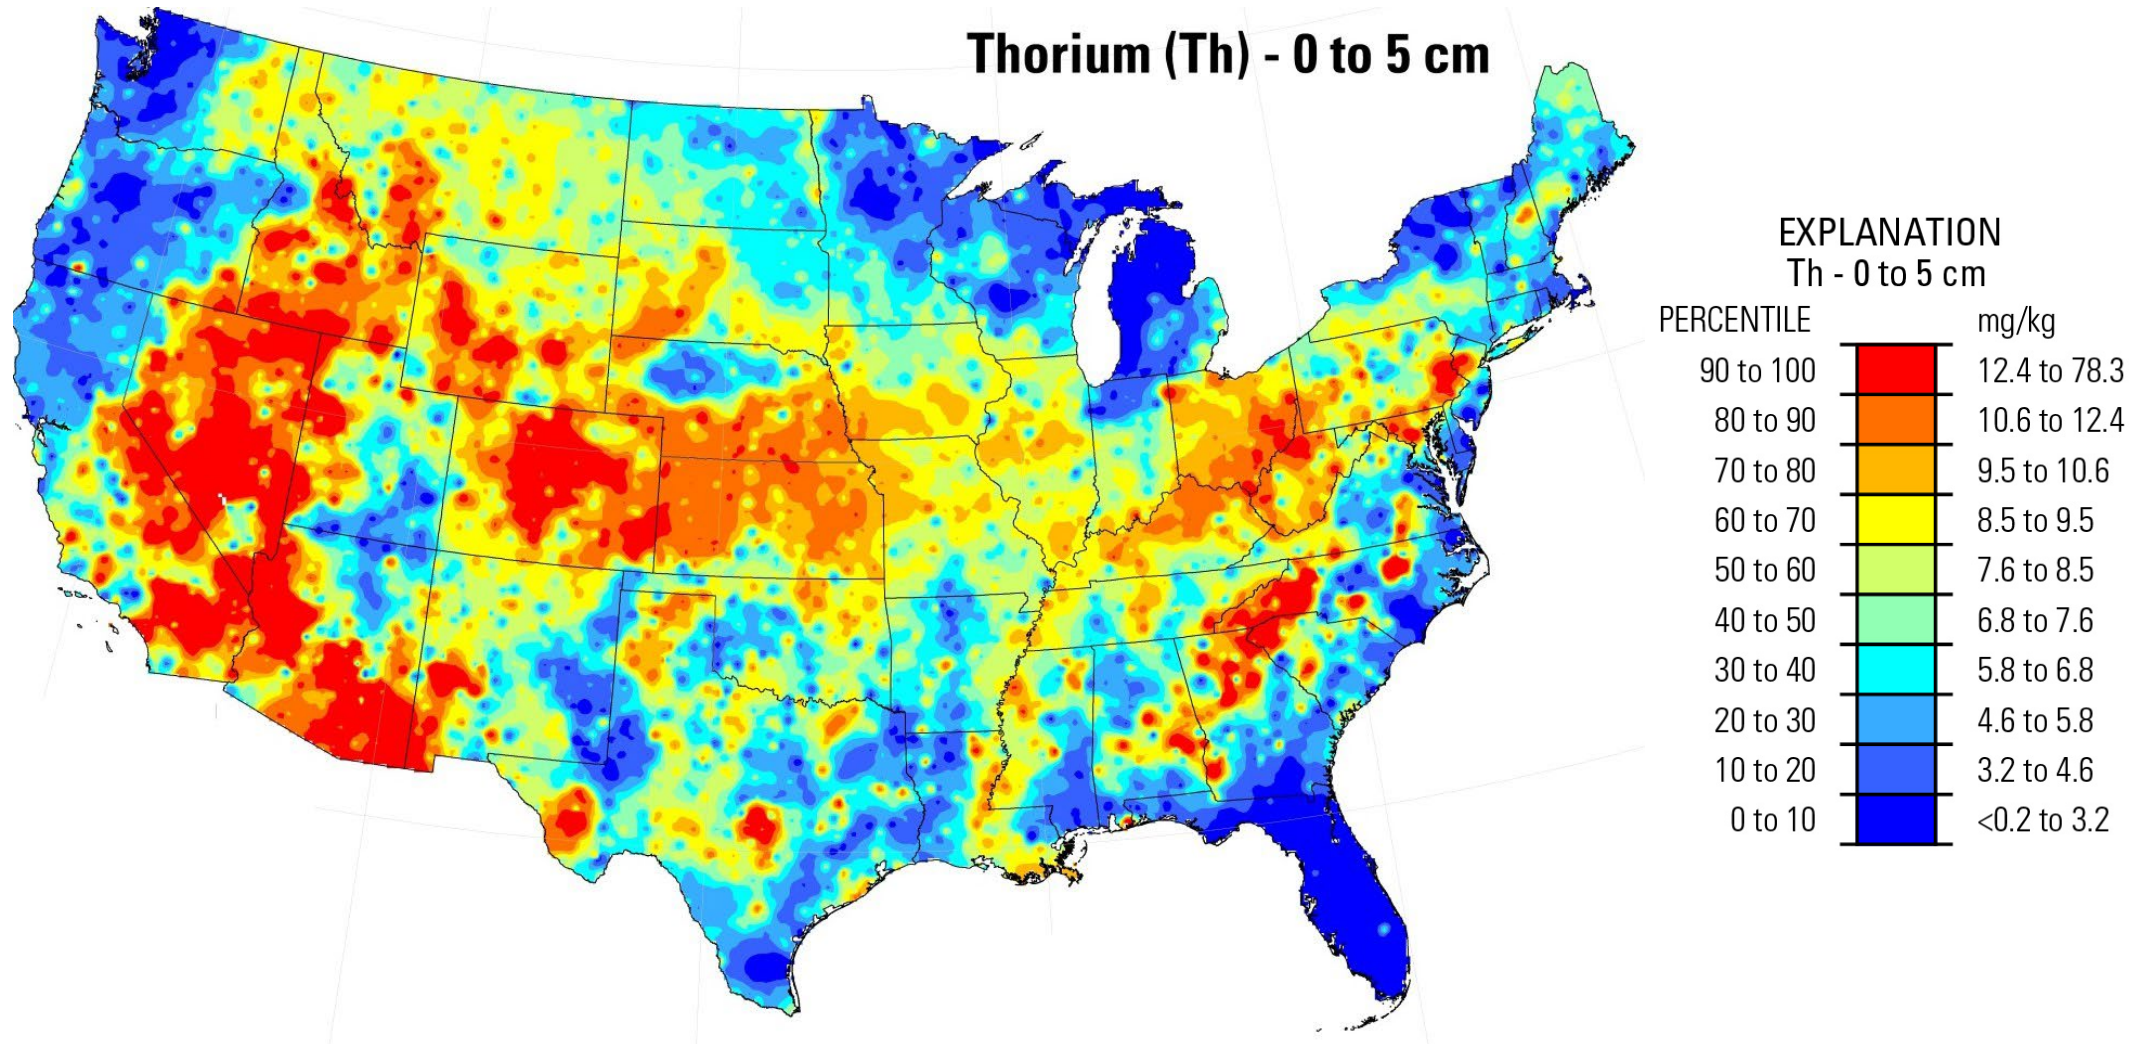 Thorium (Th) - 0 to 5 cm
EXPLANATION
Th - 0 to 5 cm
PERCENTILE mg/kg
90 to 100 12.4 to 78.3
80 to 90 10.6 to 12.4
70 to 80 9.5 to 10.6
60 to 70 8.5 to 9.5
50 to 60 7.6 to 8.5
40 to 50 6.8 to 7.6
30 to 40 5.8 to 6.8
20 to 30 4.6 to 5.8
10 to 20 3.2 to 4.6
0 to 10 <0.2 to 3.2